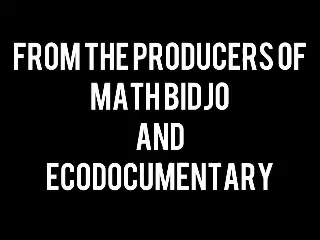 FROM THE PRODUCERS OF
MATH BIDJO
AND
ECODOCUMENTARY